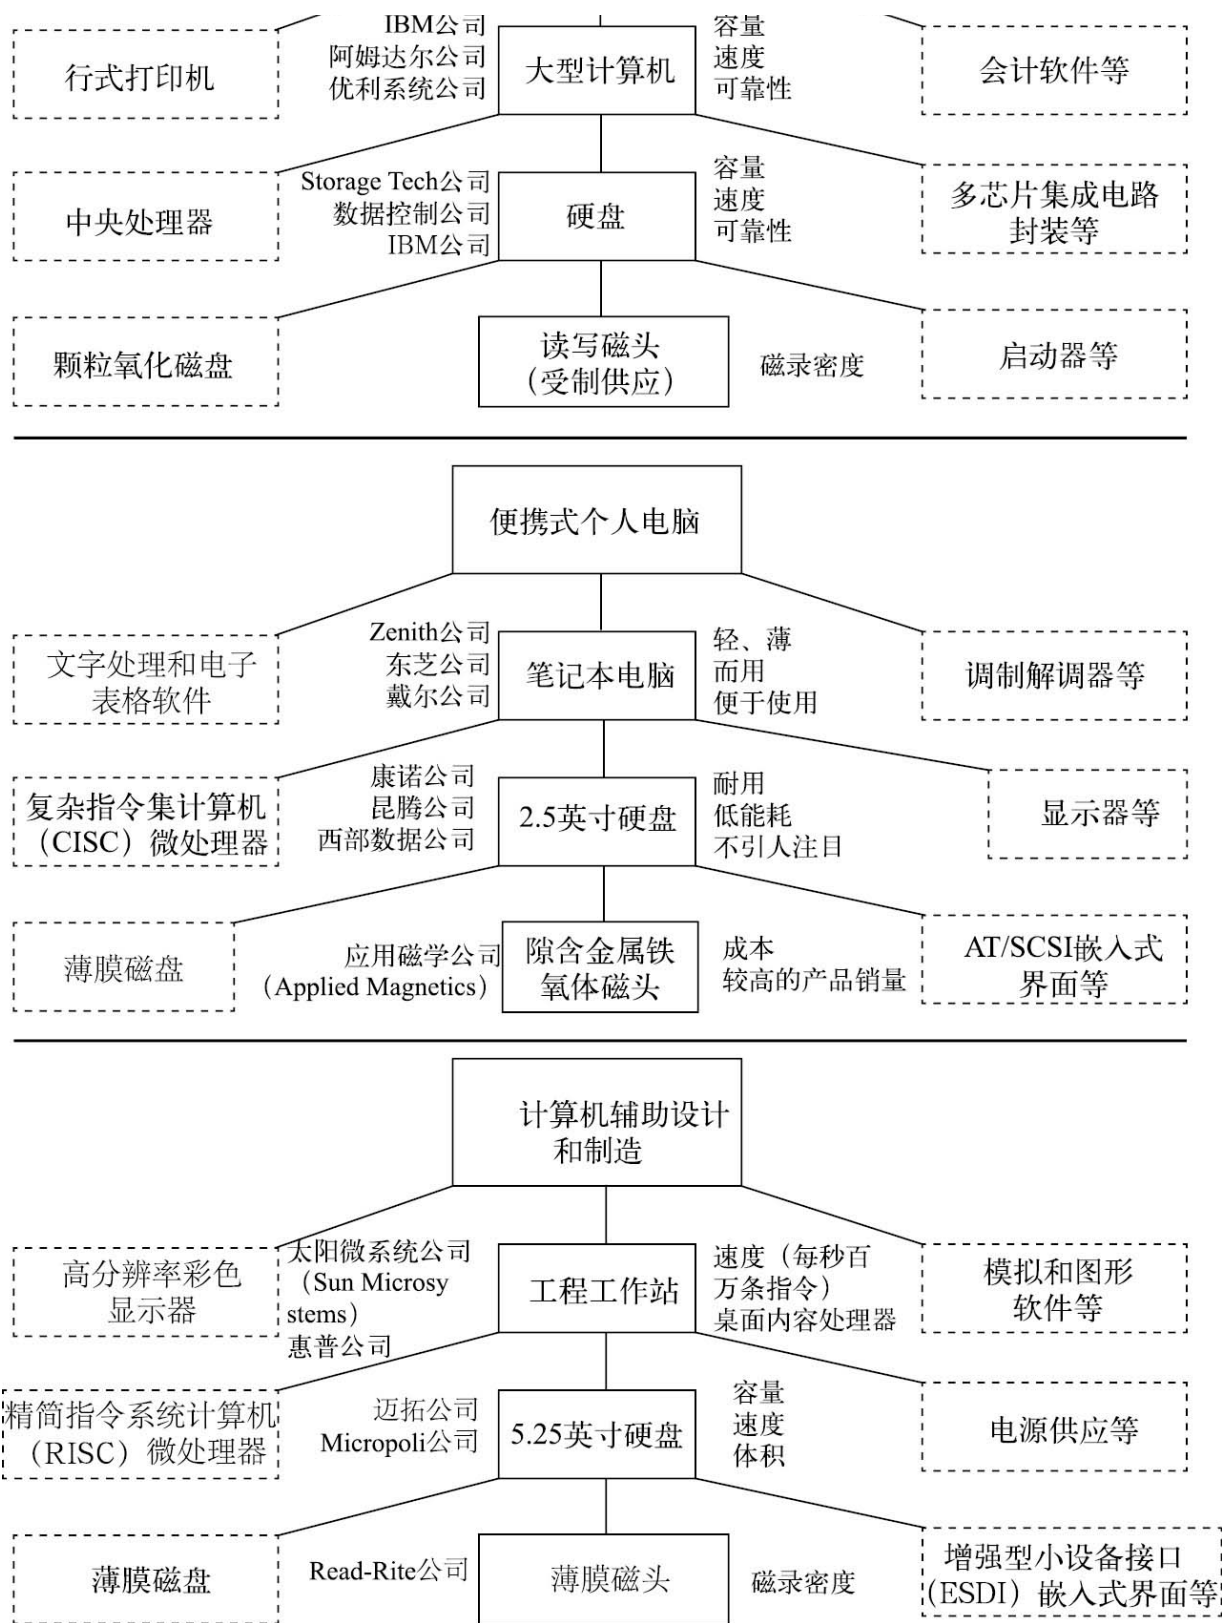 IBM公司
阿姆达尔公司
优利系统公司
行式打印机
大型计算机
容量
速度
可靠性
会计软件等
中央处理器
Storage Tech公司
数据控制公司
IBM公司
硬盘
容量
速度
可靠性
多芯片集成电路
封装等
颗粒氧化磁盘
读写磁头
（受制供应）
磁录密度
启动器等
便携式个人电脑
文字处理和电子
表格软件
Zenith公司
东芝公司
戴尔公司
笔记本电脑
轻、薄
而用
便于使用
调制解调器等
复杂指令集计算机
（CISC）微处理器
康诺公司
昆腾公司
西部数据公司
2.5英寸硬盘
耐用
低能耗
不引人注目
显示器等
薄膜磁盘
应用磁学公司
（Applied Magnetics）
隙含金属铁
氧体磁头
成本
较高的产品销量
AT/SCSI嵌入式
界面等
计算机辅助设计
和制造
高分辨率彩色
显示器
太阳微系统公司
（Sun Microsy
stems）
惠普公司
工程工作站
速度（每秒百
万条指令）
桌面内容处理器
模拟和图形
软件等
精简指令系统计算机
（RISC）微处理器
迈拓公司
Micropoli公司
5.25英寸硬盘
容量
速度
体积
电源供应等
薄膜磁盘
Read-Rite公司
薄膜磁头
磁录密度
增强型小设备接口
（ESDI）嵌入式界面等